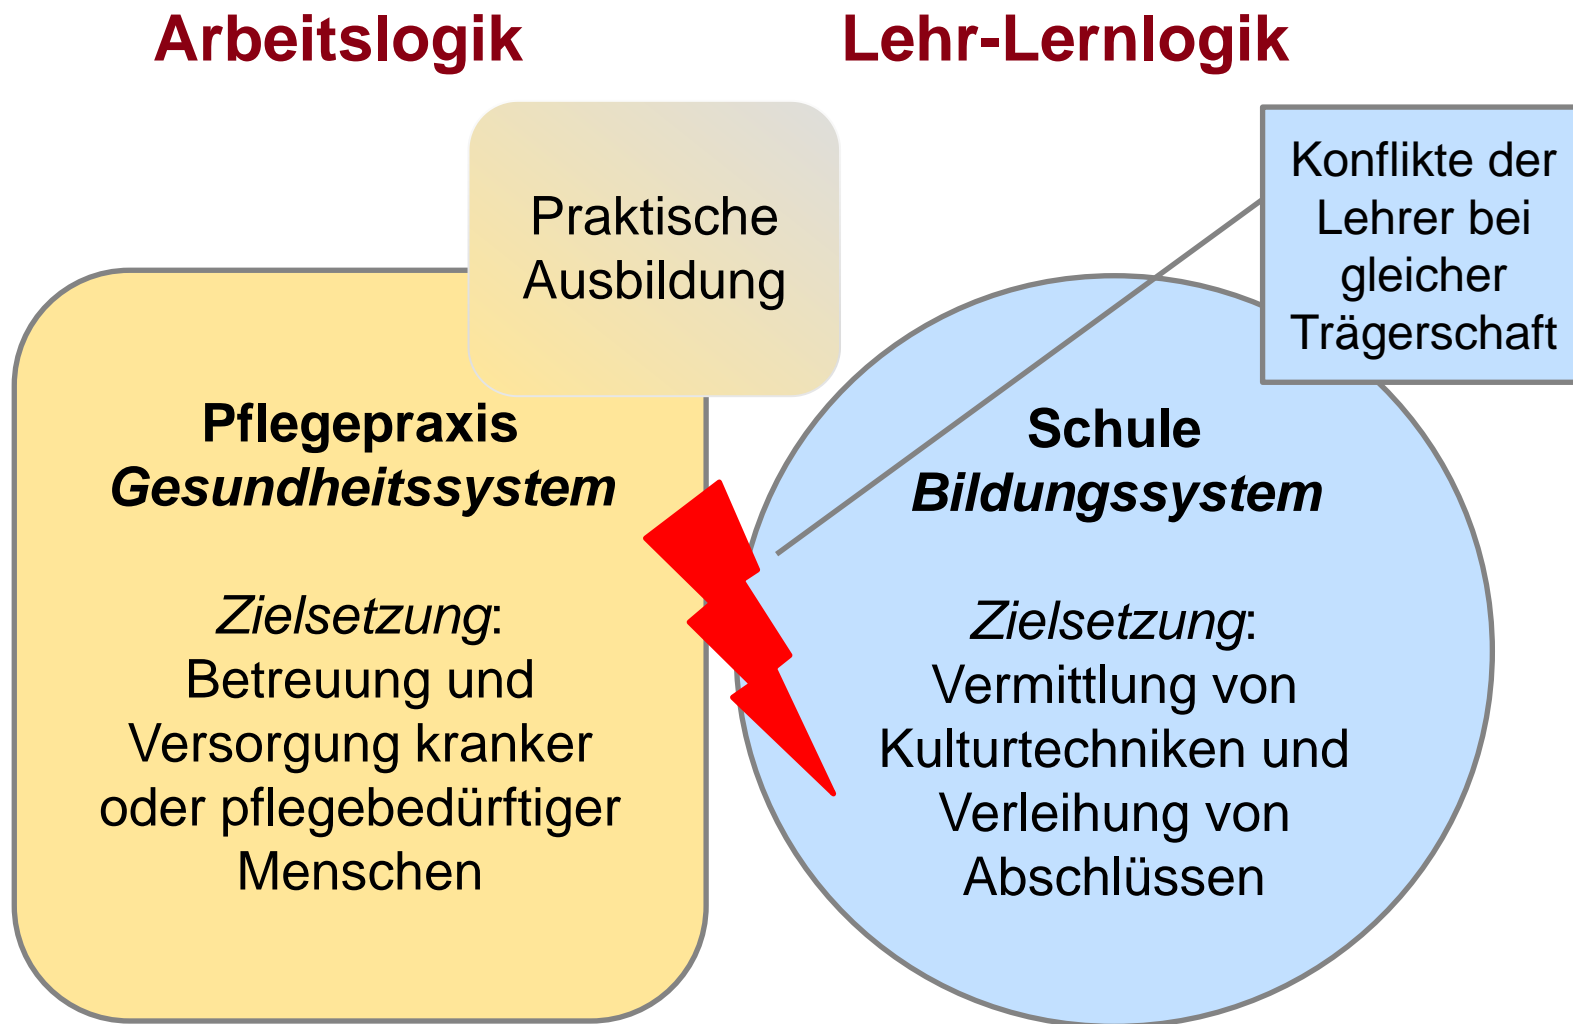 Arbeitslogik
Lehr-Lernlogik
Praktische
Ausbildung
Konflikte der
Lehrer bei
gleicher
Trägerschaft
Pflegepraxis
Gesundheitssystem
Zielsetzung:
Betreuung und
Versorgung kranker
oder pflegebedürftiger
Menschen
Schule
Bildungssystem
Zielsetzung:
Vermittlung von
Kulturtechniken und
Verleihung von
Abschlüssen